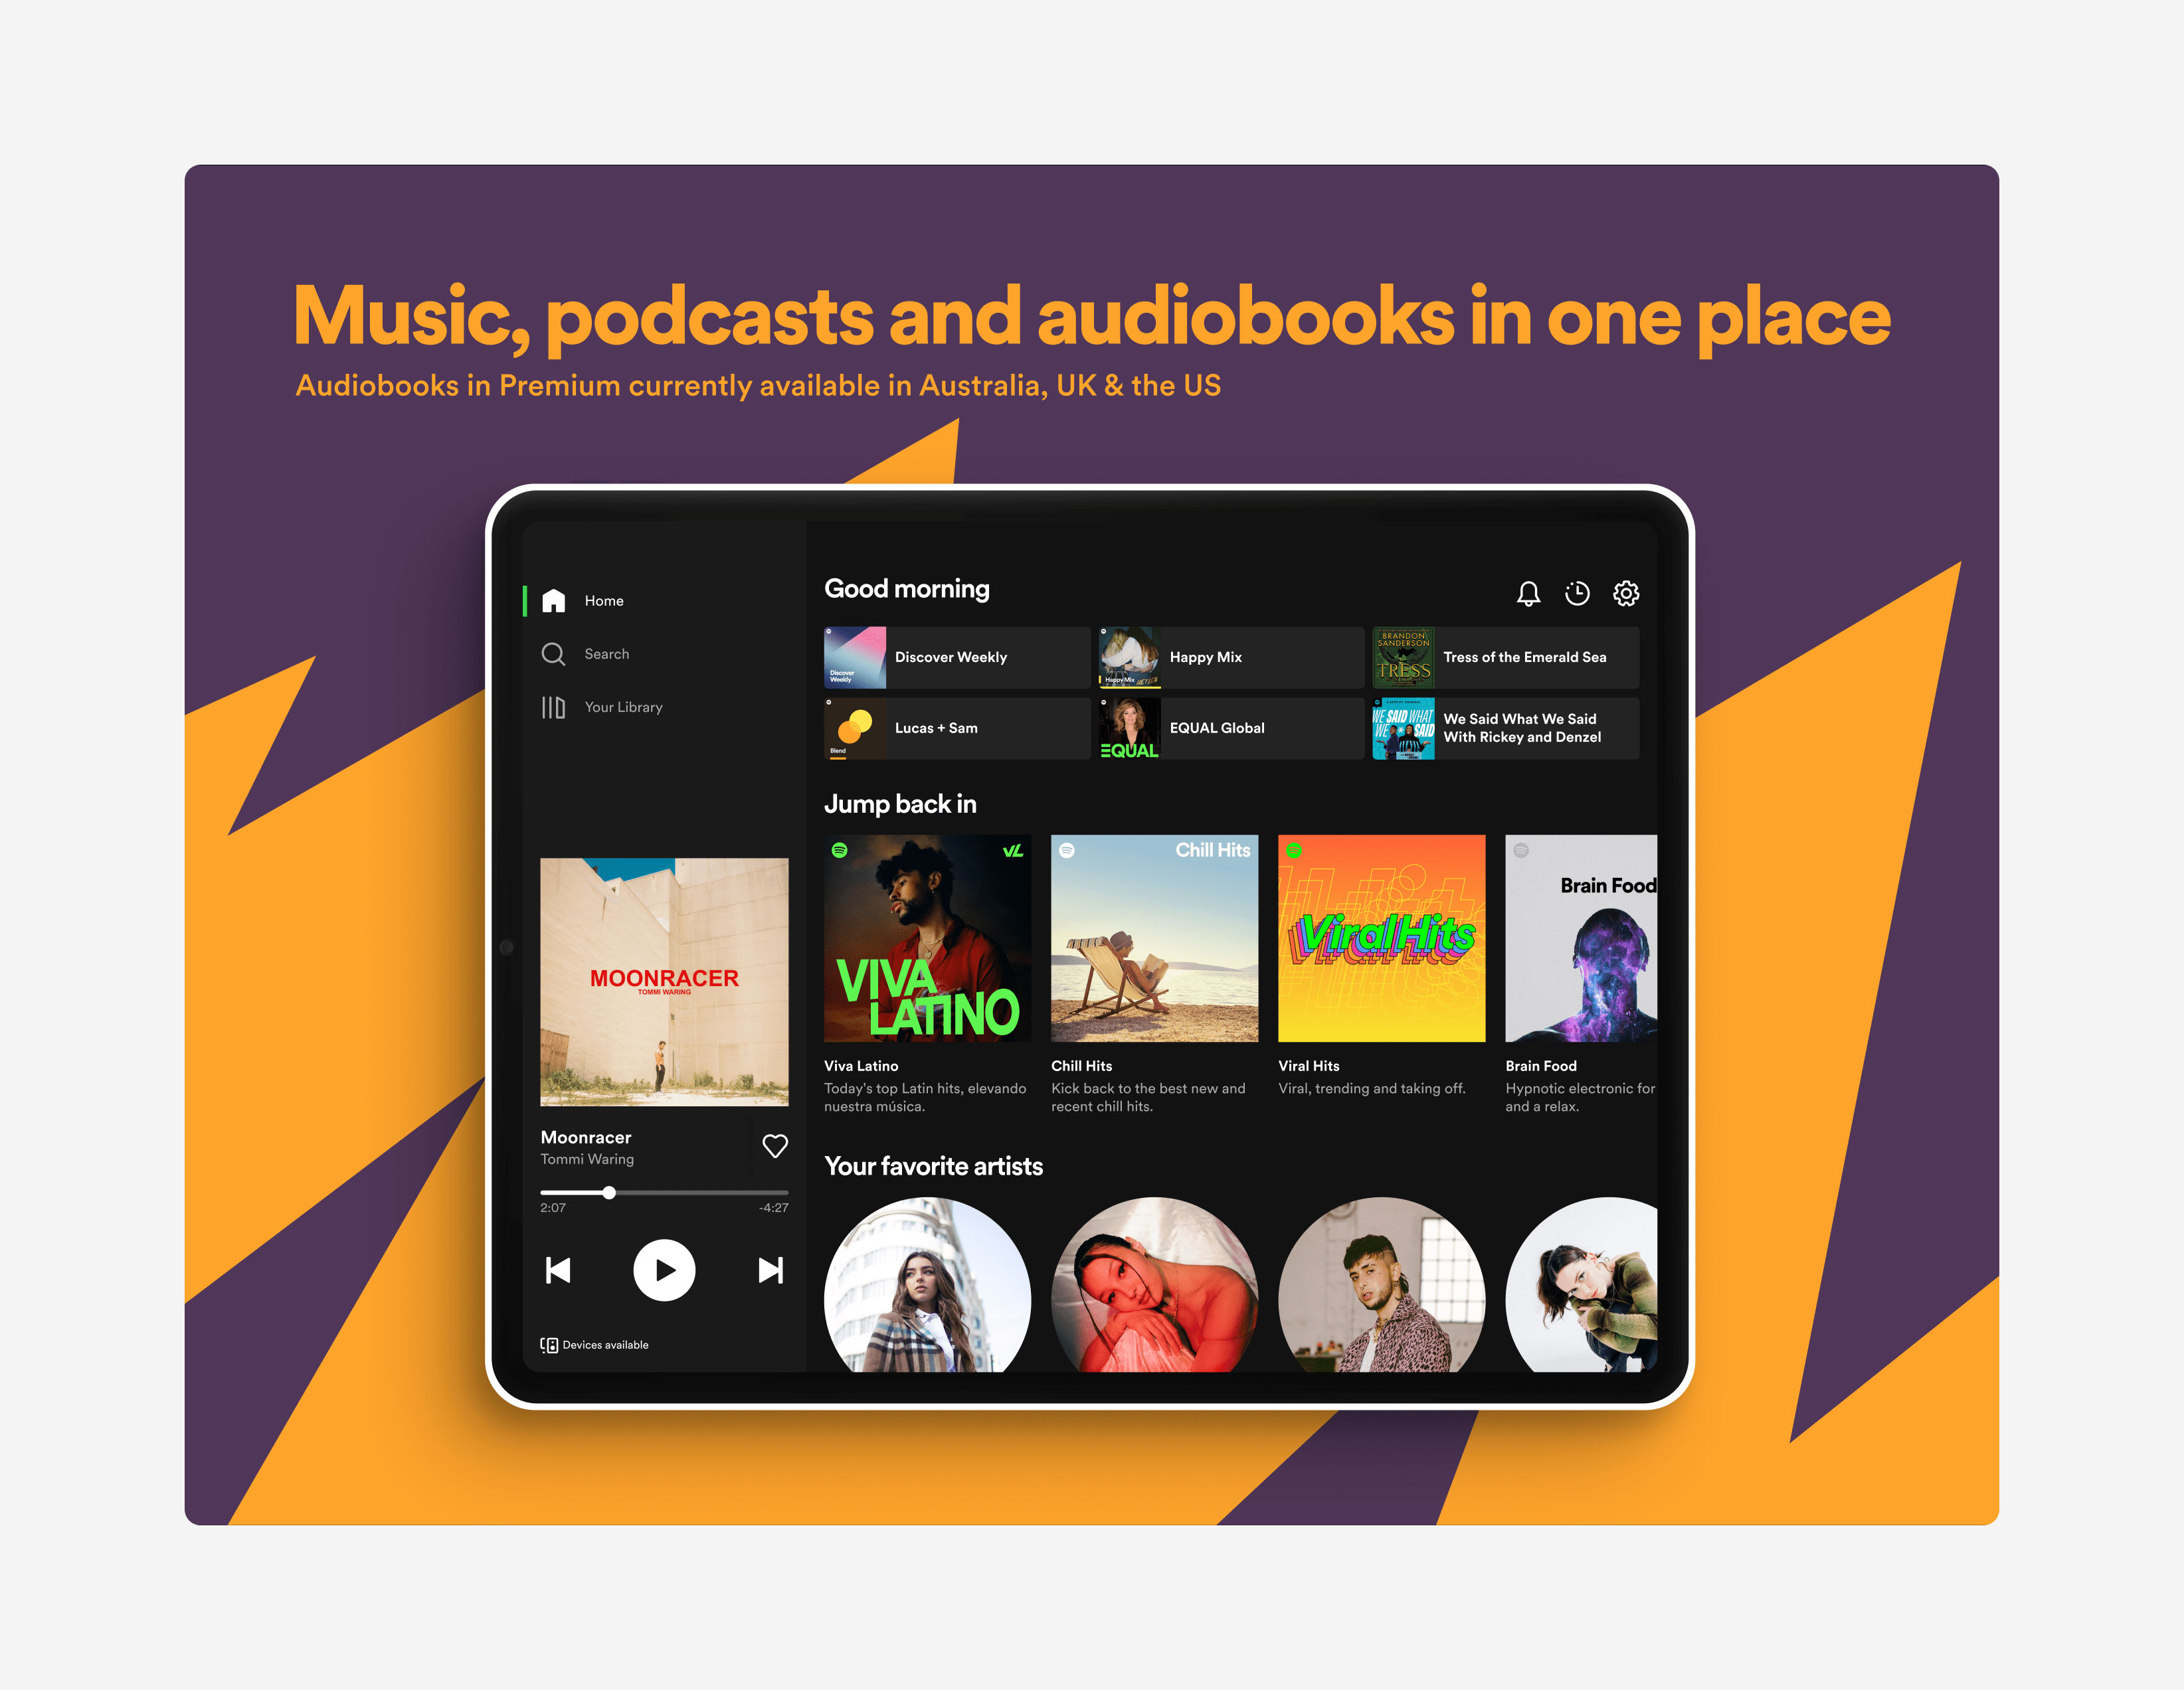 Music, podcasts and audiobooks in one place
Audiobooks in Premium currently available in Australia, UK & the US
Home
Search
Your Library
MOONRACER
TOMMI WARING
Moonracer
Tommi Waring
2:07
-4:27
Devices available
Good morning
Discover
Weekly
Discover Weekly
Happy Mix
Happy Mix
BRANDON
SANDERSON
TRESS
Tress of the Emerald Sea
Blend
Lucas + Sam
EQUAL
EQUAL Global
WE SAID WHAT
WE SAID
We Said What We Said
With Rickey and Denzel
Jump back in
VL
VIVA
LATINO
Viva Latino
Today's top Latin hits, elevando
nuestra música.
Chill Hits
Chill Hits
Kick back to the best new and
recent chill hits.
Viral Hits
Viral Hits
Viral, trending and taking off.
Brain Food
Brain Food
Hypnotic electronic for
and a relax.
Your favorite artists